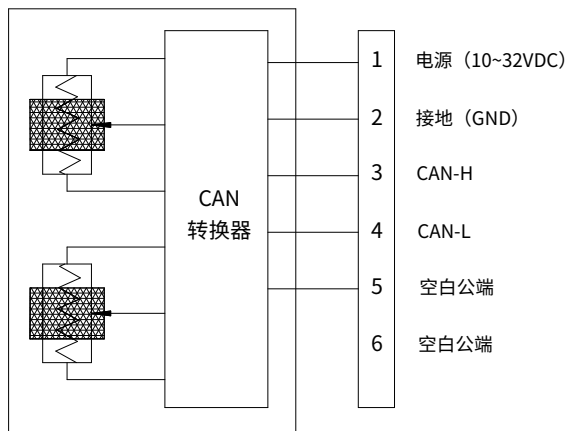 1 电源（10~32VDC）
2 接地（GND）
3 CAN-H
CAN
转换器
4 CAN-L
5 空白公端
6 空白公端